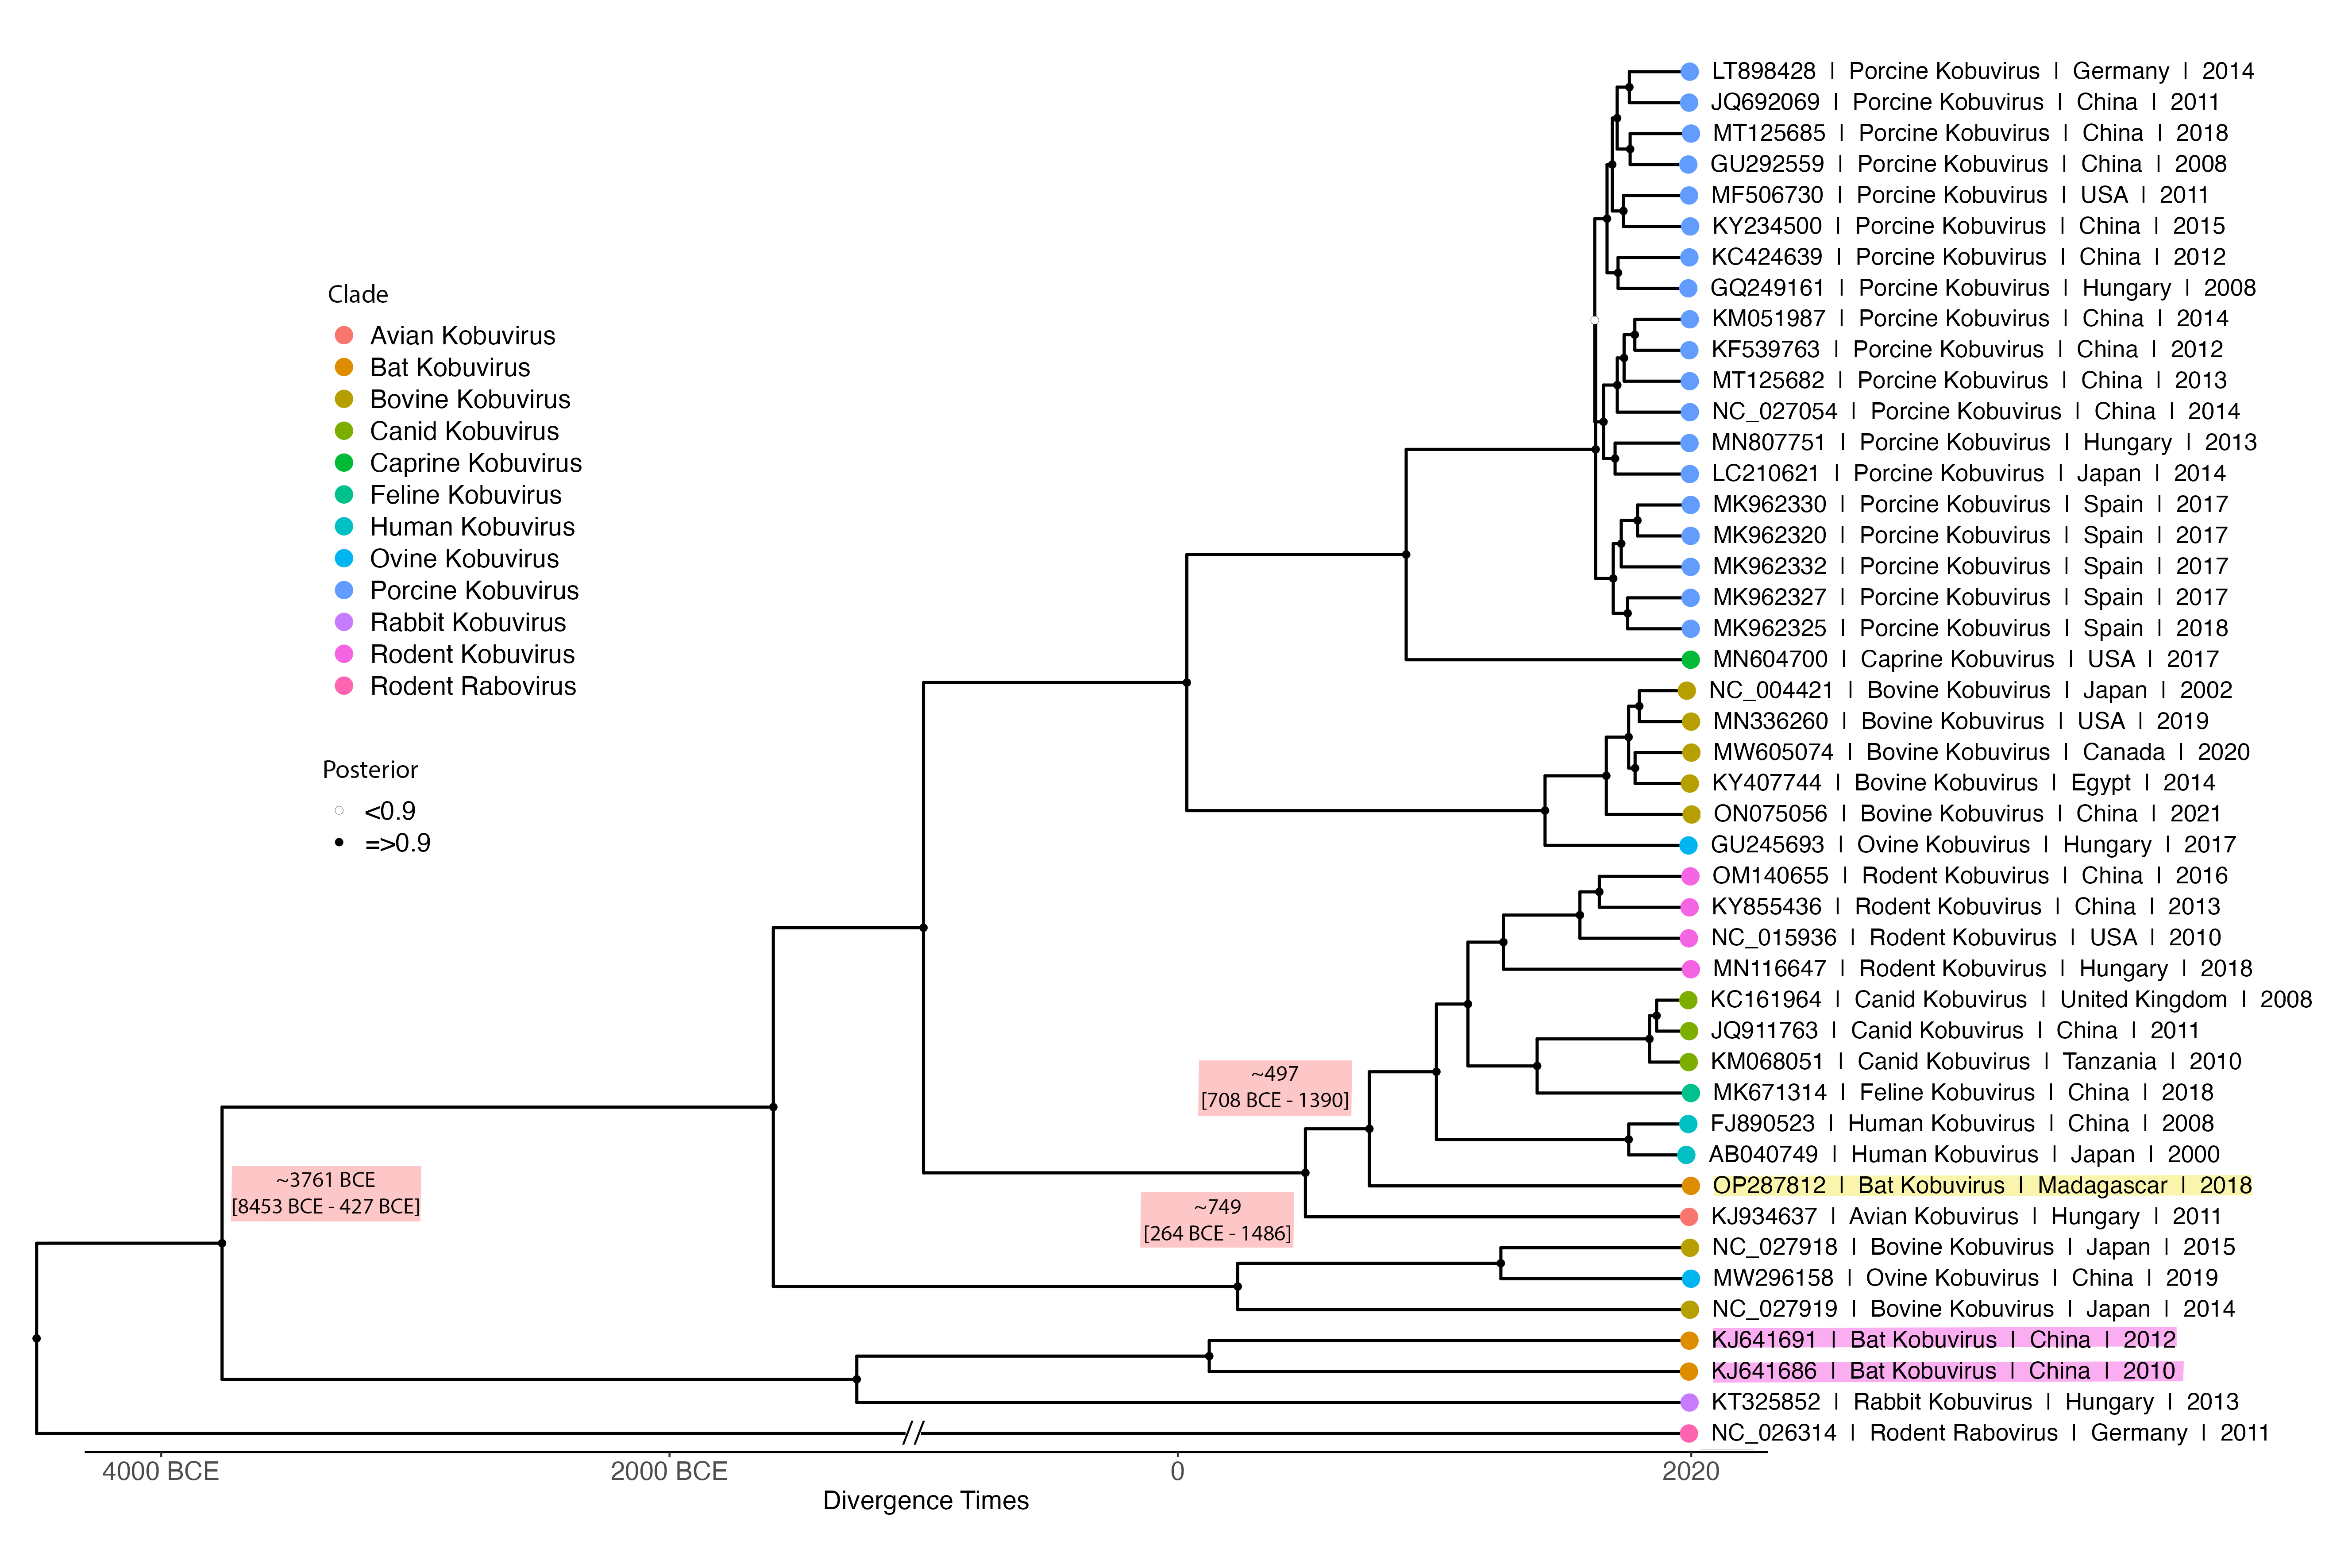 LT898428 | Porcine Kobuvirus | Germany | 2014
JQ692069 | Porcine Kobuvirus | China | 2011
MT125685 | Porcine Kobuvirus | China | 2018
GU292559 | Porcine Kobuvirus | China | 2008
MF506730 | Porcine Kobuvirus | USA | 2011
KY234500 | Porcine Kobuvirus | China | 2015
KC424639 | Porcine Kobuvirus | China | 2012
GQ249161 | Porcine Kobuvirus | Hungary | 2008
KM051987 | Porcine Kobuvirus | China | 2014
KF539763 | Porcine Kobuvirus | China | 2012
MT125682 | Porcine Kobuvirus | China | 2013
NC_027054 | Porcine Kobuvirus | China | 2014
MN807751 | Porcine Kobuvirus | Hungary | 2013
LC210621 | Porcine Kobuvirus | Japan | 2014
MK962330 | Porcine Kobuvirus | Spain | 2017
MK962320 | Porcine Kobuvirus | Spain | 2017
MK962332 | Porcine Kobuvirus | Spain | 2017
MK962327 | Porcine Kobuvirus | Spain | 2017
MK962325 | Porcine Kobuvirus | Spain | 2018
MN604700 | Caprine Kobuvirus | USA | 2017
NC_004421 | Bovine Kobuvirus | Japan | 2002
MN336260 | Bovine Kobuvirus | USA | 2019
MW605074 | Bovine Kobuvirus | Canada | 2020
KY407744 | Bovine Kobuvirus | Egypt | 2014
ON075056 | Bovine Kobuvirus | China | 2021
GU245693 | Ovine Kobuvirus | Hungary | 2017
OM140655 | Rodent Kobuvirus | China | 2016
KY855436 | Rodent Kobuvirus | China | 2013
NC_015936 | Rodent Kobuvirus | USA | 2010
MN116647 | Rodent Kobuvirus | Hungary | 2018
KC161964 | Canid Kobuvirus | United Kingdom | 2008
JQ911763 | Canid Kobuvirus | China | 2011
KM068051 | Canid Kobuvirus | Tanzania | 2010
MK671314 | Feline Kobuvirus | China | 2018
FJ890523 | Human Kobuvirus | China | 2008
AB040749 | Human Kobuvirus | Japan | 2000
OP287812 | Bat Kobuvirus | Madagascar | 2018
KJ934637 | Avian Kobuvirus | Hungary | 2011
NC_027918 | Bovine Kobuvirus | Japan | 2015
MW296158 | Ovine Kobuvirus | China | 2019
NC_027919 | Bovine Kobuvirus | Japan | 2014
KJ641691 | Bat Kobuvirus | China | 2012
KJ641686 | Bat Kobuvirus | China | 2010
KT325852 | Rabbit Kobuvirus | Hungary | 2013
NC_026314 | Rodent Rabovirus | Germany | 2011
Clade
Avian Kobuvirus
Bat Kobuvirus
Bovine Kobuvirus
Canid Kobuvirus
Caprine Kobuvirus
Feline Kobuvirus
Human Kobuvirus
Ovine Kobuvirus
Porcine Kobuvirus
Rabbit Kobuvirus
Rodent Kobuvirus
Rodent Rabovirus
Posterior
<0.9
=>0.9
~497
[708 BCE - 1390]
~3761 BCE
[8453 BCE - 427 BCE]
~749
[264 BCE - 1486]
4000 BCE
2000 BCE
0
2020
Divergence Times